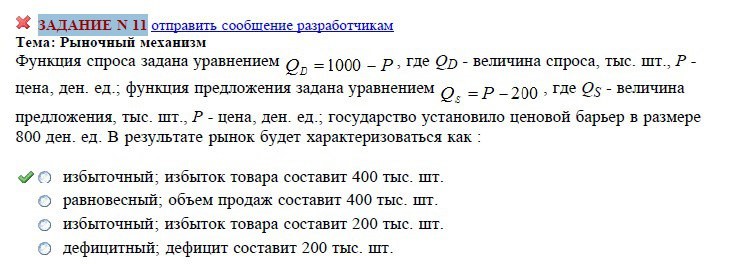 ЗАДАНИЕ N 11 отправить сообщение разработчикам
Тема: Рыночный механизм
Функция спроса задана уравнением Q_D = 1000 – P , где QD - величина спроса, тыс. шт., P -
цена, ден. ед.; функция предложения задана уравнением Q_S = P – 200 , где QS - величина
предложения, тыс. шт., P - цена, ден. ед.; государство установило ценовой барьер в размере
800 ден. ед. В результате рынок будет характеризоваться как :
избыточный; избыток товара составит 400 тыс. шт.
равновесный; объем продаж составит 400 тыс. шт.
избыточный; избыток товара составит 200 тыс. шт.
дефицитный; дефицит составит 200 тыс. шт.